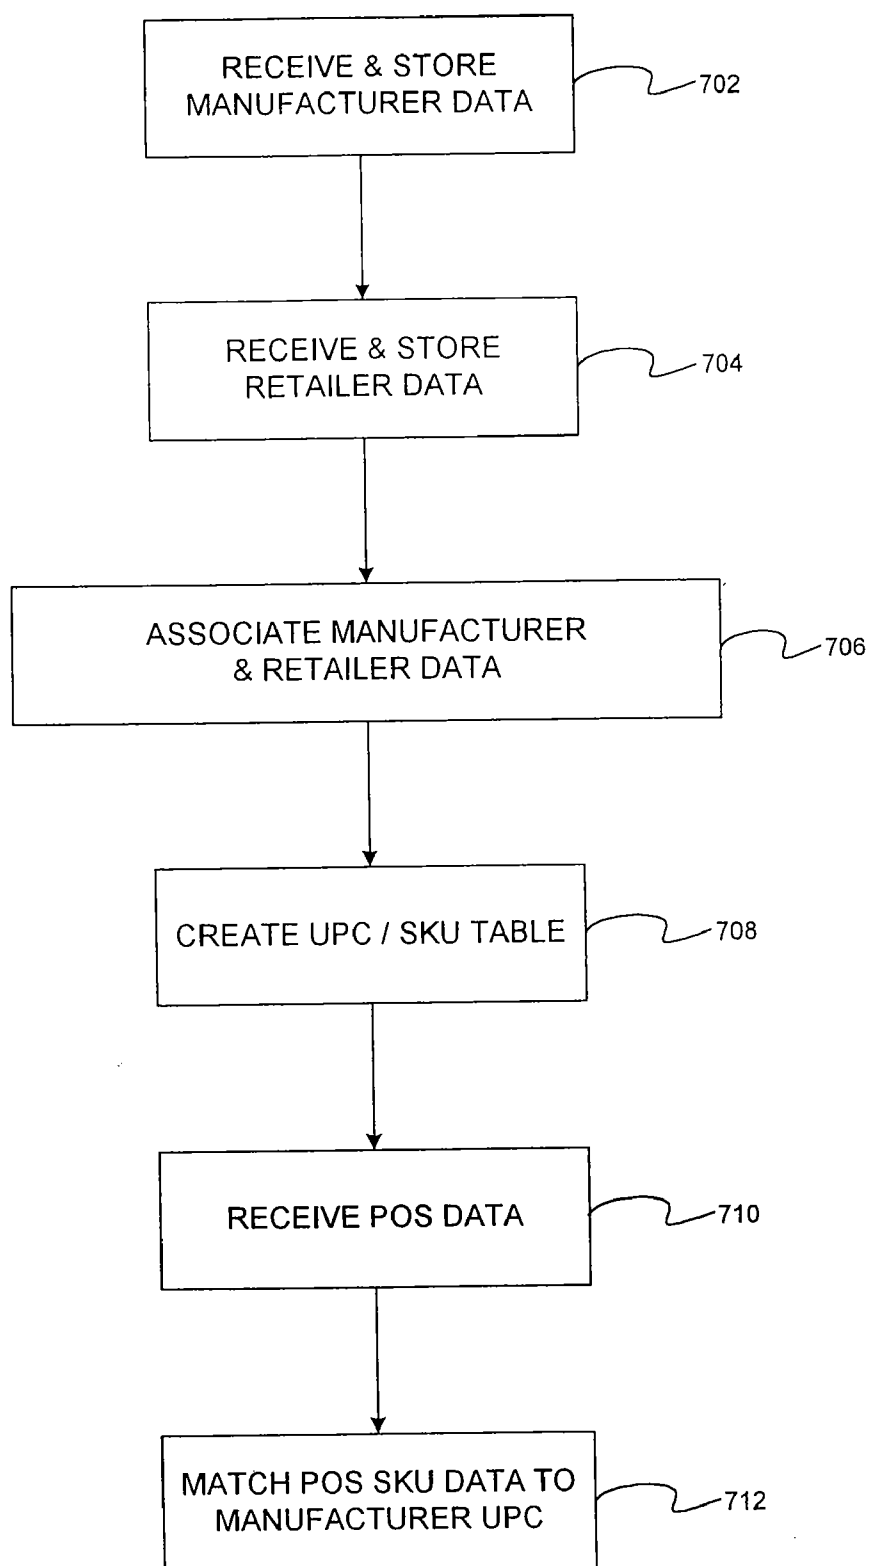 RECEIVE & STORE
MANUFACTURER DATA
702
RECEIVE & STORE
RETAILER DATA
704
ASSOCIATE MANUFACTURER
& RETAILER DATA
706
CREATE UPC / SKU TABLE
708
RECEIVE POS DATA
710
MATCH POS SKU DATA TO
MANUFACTURER UPC
712